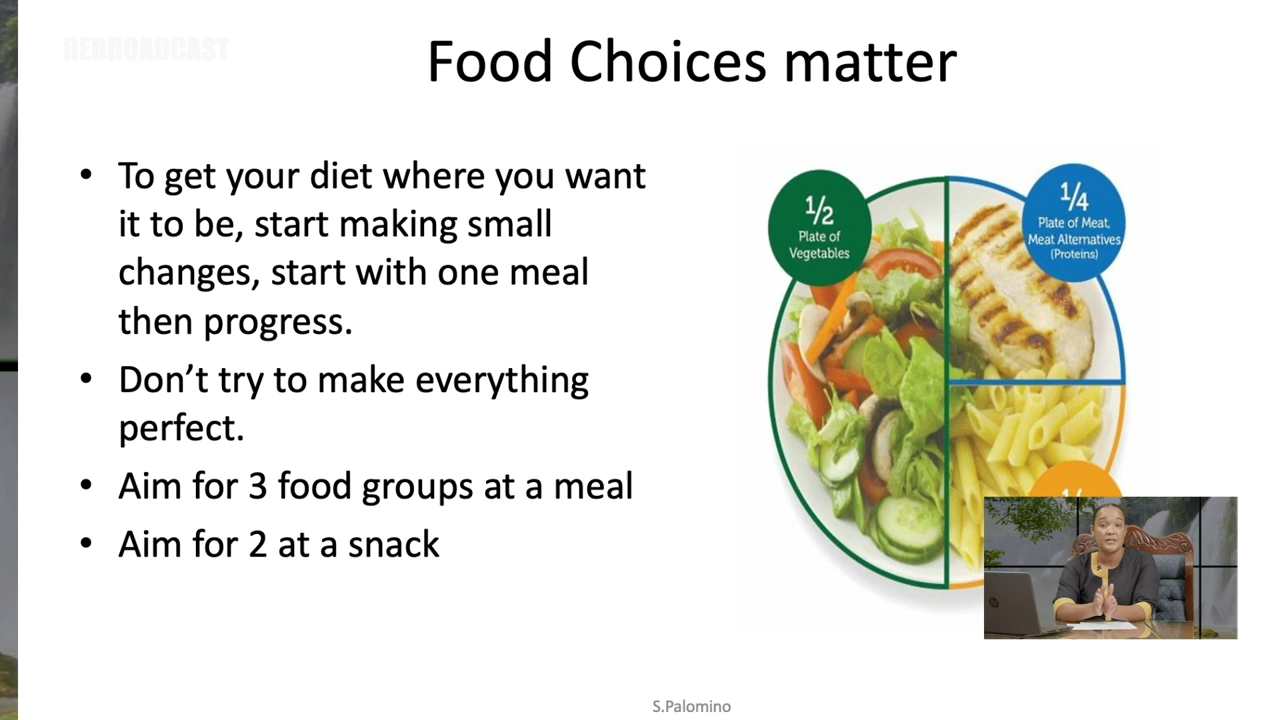 REBROADCAST
Food Choices matter
• To get your diet where you want
it to be, start making small
changes, start with one meal
then progress.
• Don’t try to make everything
perfect.
• Aim for 3 food groups at a meal
• Aim for 2 at a snack
1/2
Plate of
Vegetables
1/4
Plate of Meat,
Meat Alternatives
(Proteins)
S.Palomino